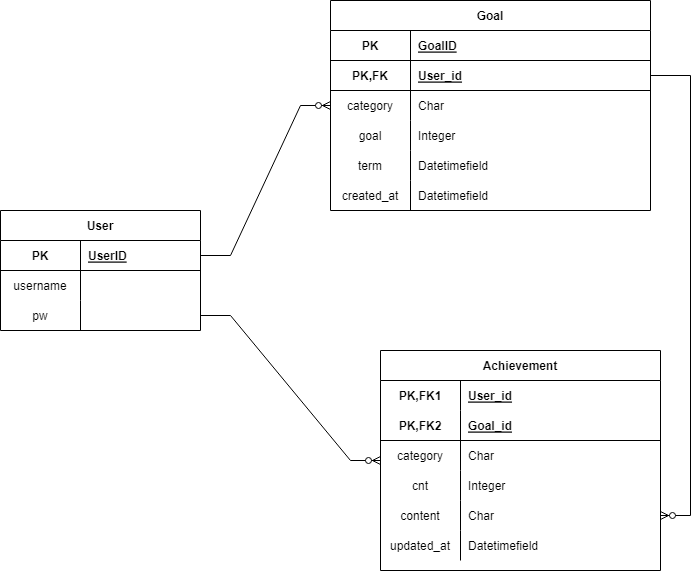 Goal
PK GoalID
PK,FK User_id
category Char
goal Integer
term Datetimefield
created_at Datetimefield
User
PK UserID
username
pw
Achievement
PK,FK1 User_id
PK,FK2 Goal_id
category Char
cnt Integer
content Char
updated_at Datetimefield